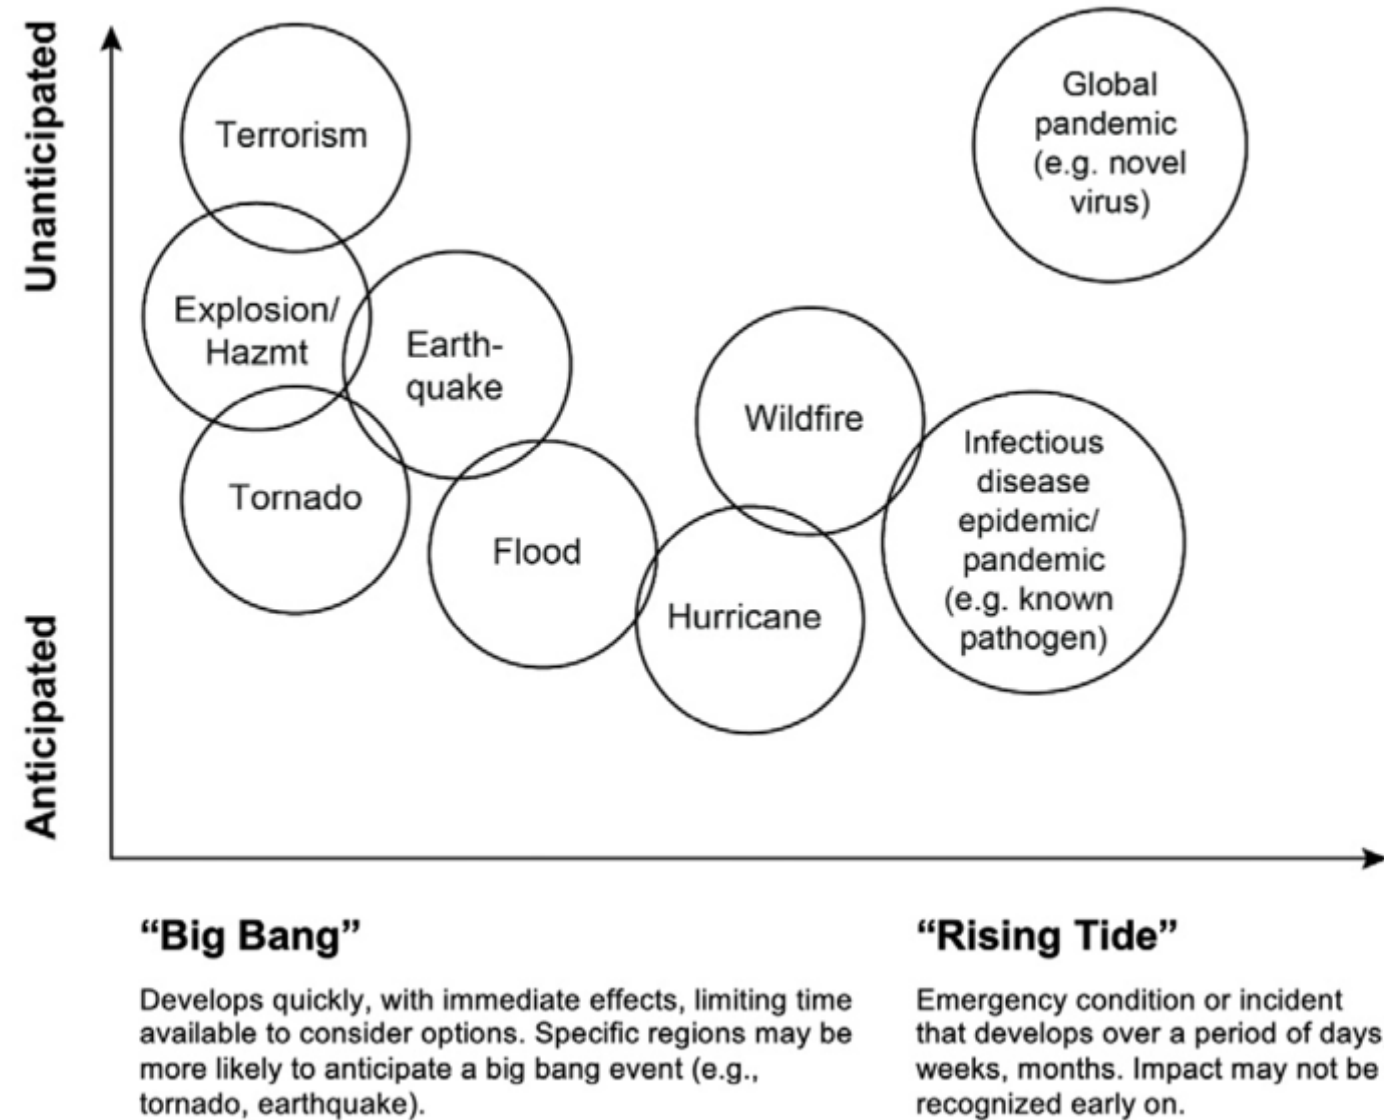 Unanticipated
Anticipated
Terrorism
Global
pandemic
(e.g. novel
virus)
Explosion/
Hazmt
Earth-
quake
Wildfire
Infectious
disease
epidemic/
pandemic
(e.g. known
pathogen)
Tornado
Flood
Hurricane
“Big Bang”
Develops quickly, with immediate effects, limiting time
available to consider options. Specific regions may be
more likely to anticipate a big bang event (e.g.,
tornado, earthquake).
“Rising Tide”
Emergency condition or incident
that develops over a period of days
weeks, months. Impact may not be
recognized early on.